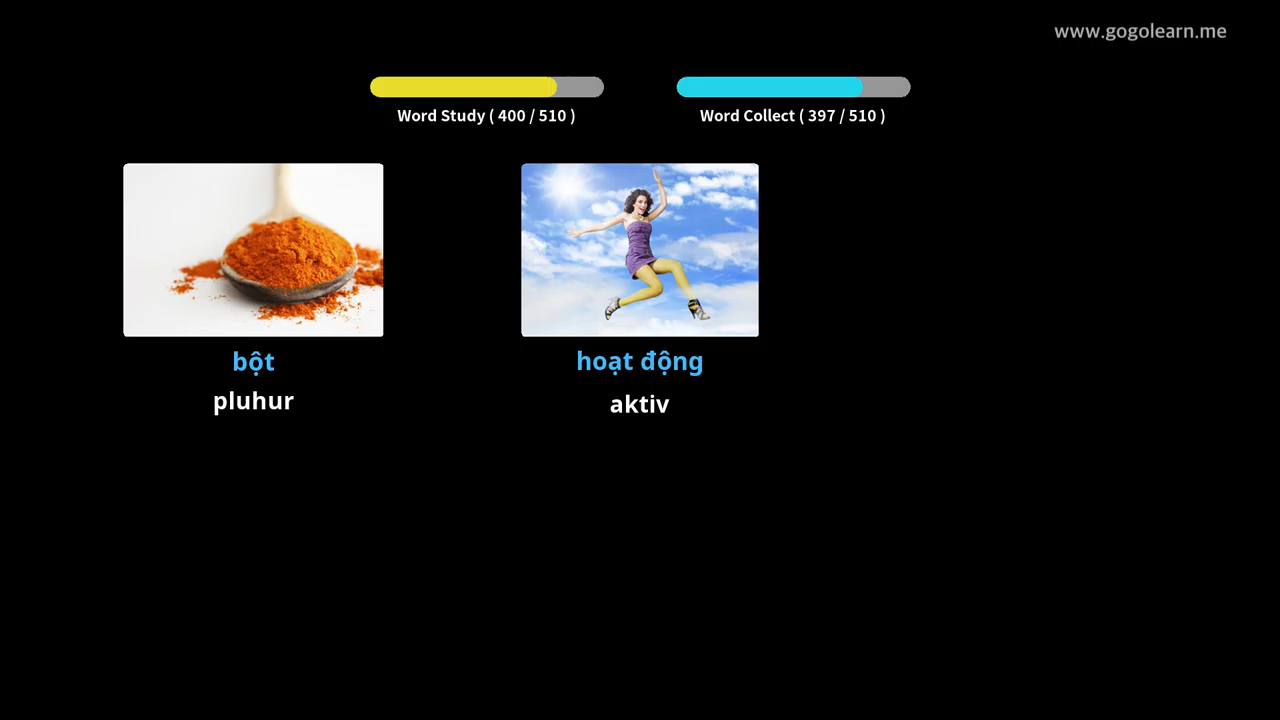 www.gogolearn.me
Word Study ( 400 / 510 )
Word Collect ( 397 / 510 )
bột
pluhur
hoạt động
aktiv